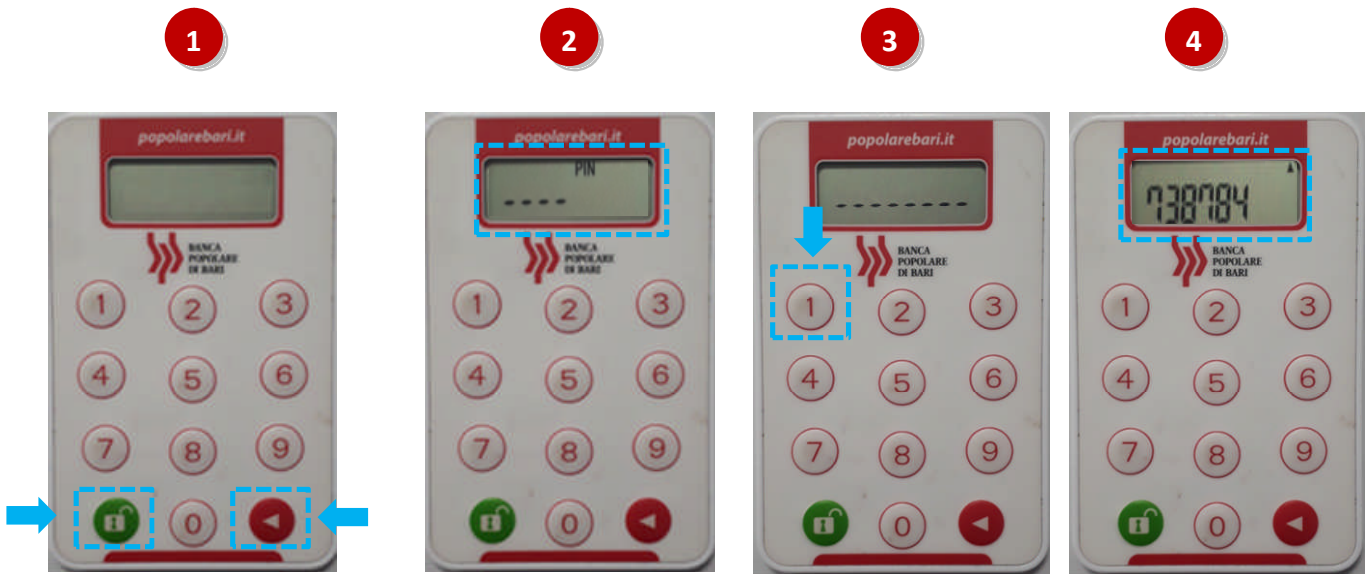 1
2
3
4
popolarebari.it
BANCA
POPOLARE
DI BARI
1 2 3
4 5 6
7 8 9
0
popolarebari.it
PIN
----
BANCA
POPOLARE
DI BARI
1 2 3
4 5 6
7 8 9
0
popolarebari.it
---------
BANCA
POPOLARE
DI BARI
1 2 3
4 5 6
7 8 9
0
popolarebari.it
738784
BANCA
POPOLARE
DI BARI
1 2 3
4 5 6
7 8 9
0